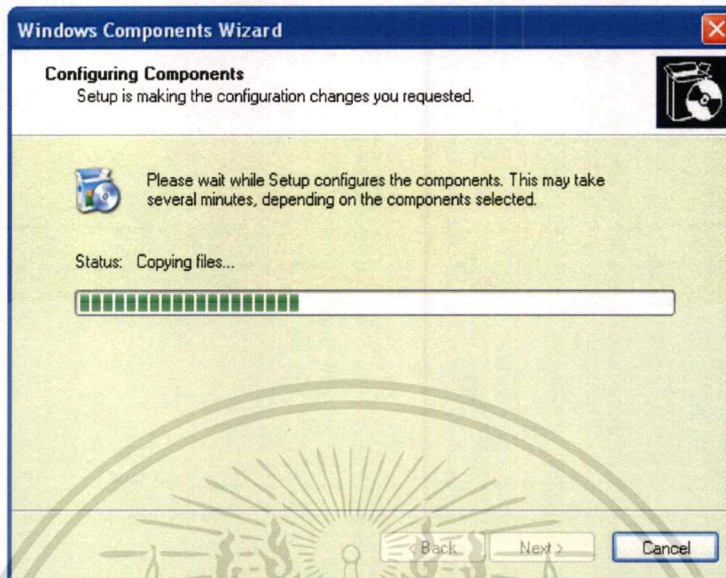 Windows Components Wizard
Configuring Components
Setup is making the configuration changes you requested.
Please wait while Setup configures the components. This may take
several minutes, depending on the components selected.
Status: Copying files...
< Back Next > Cancel